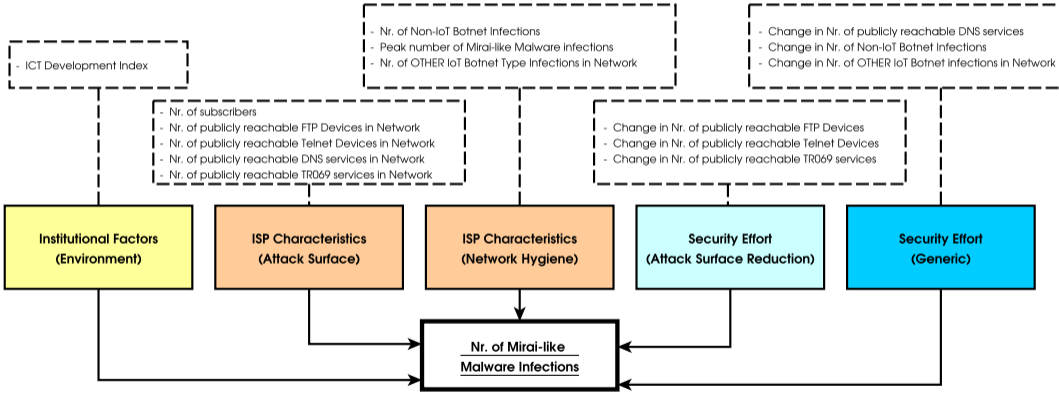 - ICT Development Index
- Nr. of subscribers
- Nr. of publicly reachable FTP Devices in Network
- Nr. of publicly reachable Telnet Devices in Network
- Nr. of publicly reachable DNS services in Network
- Nr. of publicly reachable TR069 services in Network
- Nr. of Non-IoT Botnet Infections
- Peak number of Mirai-like Malware infections
- Nr. of OTHER IoT Botnet Type Infections in Network
- Change in Nr. of publicly reachable FTP Devices
- Change in Nr. of publicly reachable Telnet Devices
- Change in Nr. of publicly reachable TR069 services
- Change in Nr. of publicly reachable DNS services
- Change in Nr. of Non-IoT Botnet Infections
- Change in Nr. of OTHER IoT Botnet infections in Network
Institutional Factors
(Environment)
ISP Characteristics
(Attack Surface)
ISP Characteristics
(Network Hygiene)
Security Effort
(Attack Surface Reduction)
Security Effort
(Generic)
Nr. of Mirai-like
Malware Infections